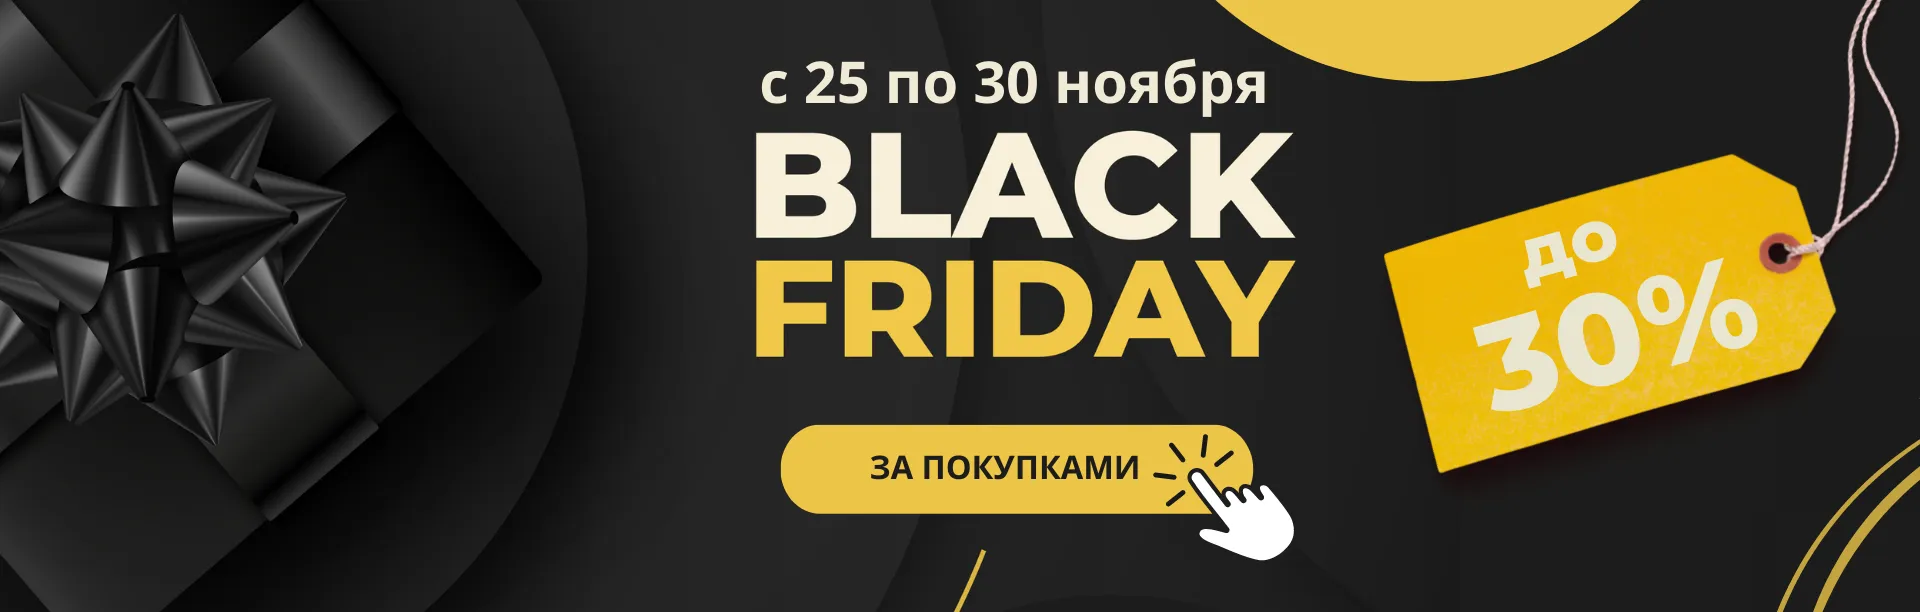 с 25 по 30 ноября
BLACK
FRIDAY
ЗА ПОКУПКАМИ
до
30%